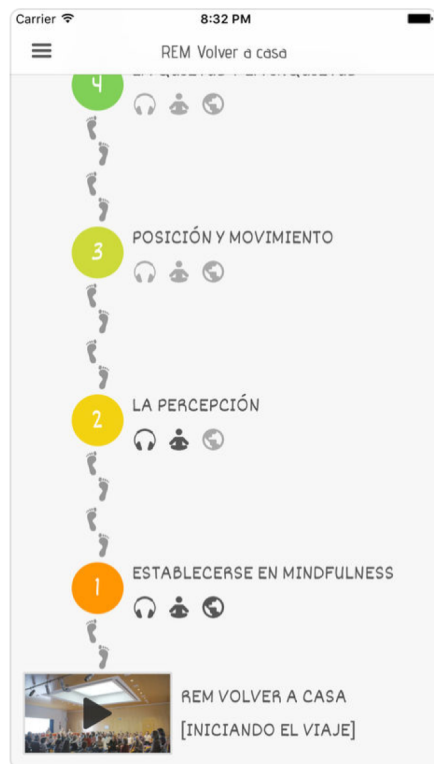 Carrier
8:32 PM
REM Volver a casa
4
3
POSICIÓN Y MOVIMIENTO
2
LA PERCEPCIÓN
1
ESTABLECERSE EN MINDFULNESS
REM VOLVER A CASA
[INICIANDO EL VIAJE]